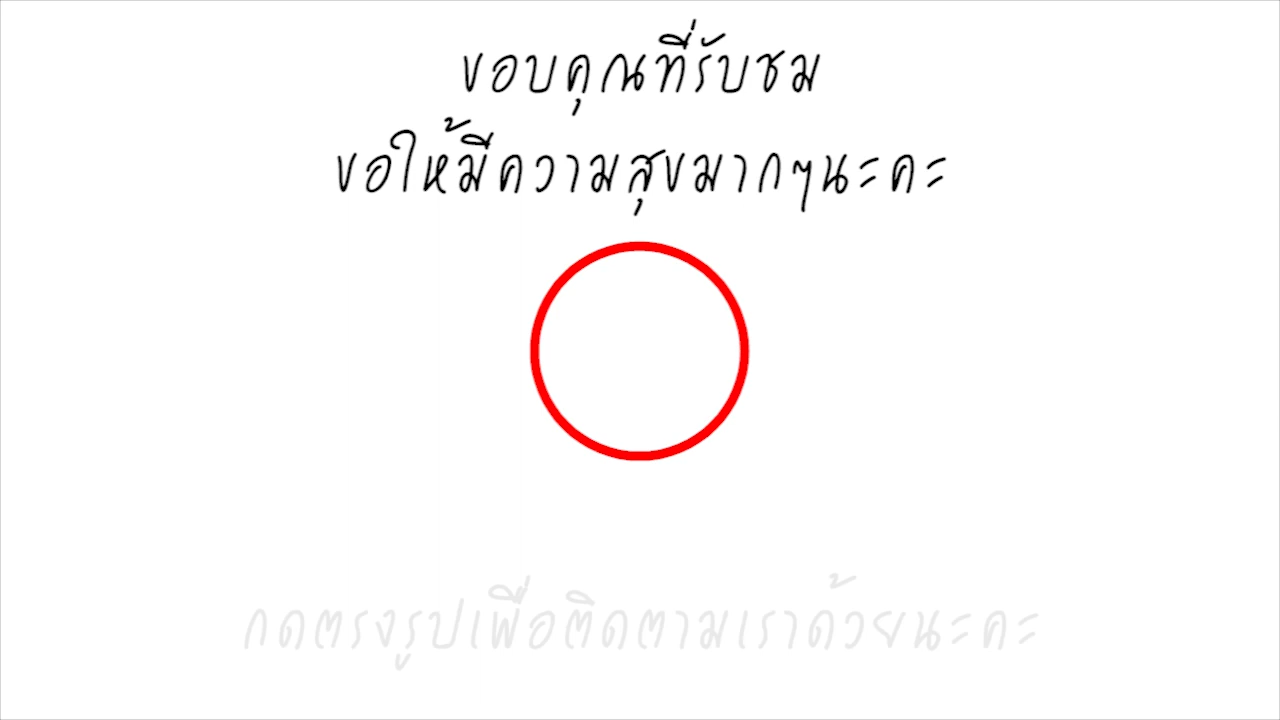 ขอบคุณที่รับชม
ขอให้มีความสุขมากๆนะคะ
กดตรงรูปเพื่อติดตามเราด้วยนะคะ